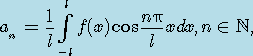 a_n = \frac{1}{l} \int_{-l}^{l} f(x) \cos \frac{n\pi}{l} x dx, n \in \mathbb{N},